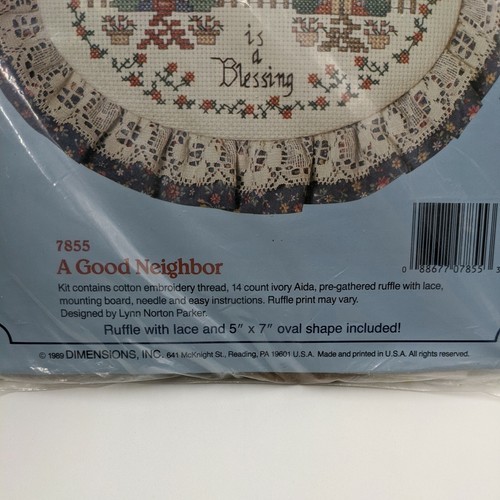 is
a
Blessing
7855
A Good Neighbor
Kit contains cotton embroidery thread, 14 count ivory Aida, pre-gathered ruffle with lace,
mounting board, needle and easy instructions. Ruffle print may vary.
Designed by Lynn Norton Parker.
Ruffle with lace and 5" x 7" oval shape included!
© 1989 DIMENSIONS, INC. 641 McKnight St., Reading, PA 19601 U.S.A. Made and printed in U.S.A. All rights reserved.
0 88677 07855 3